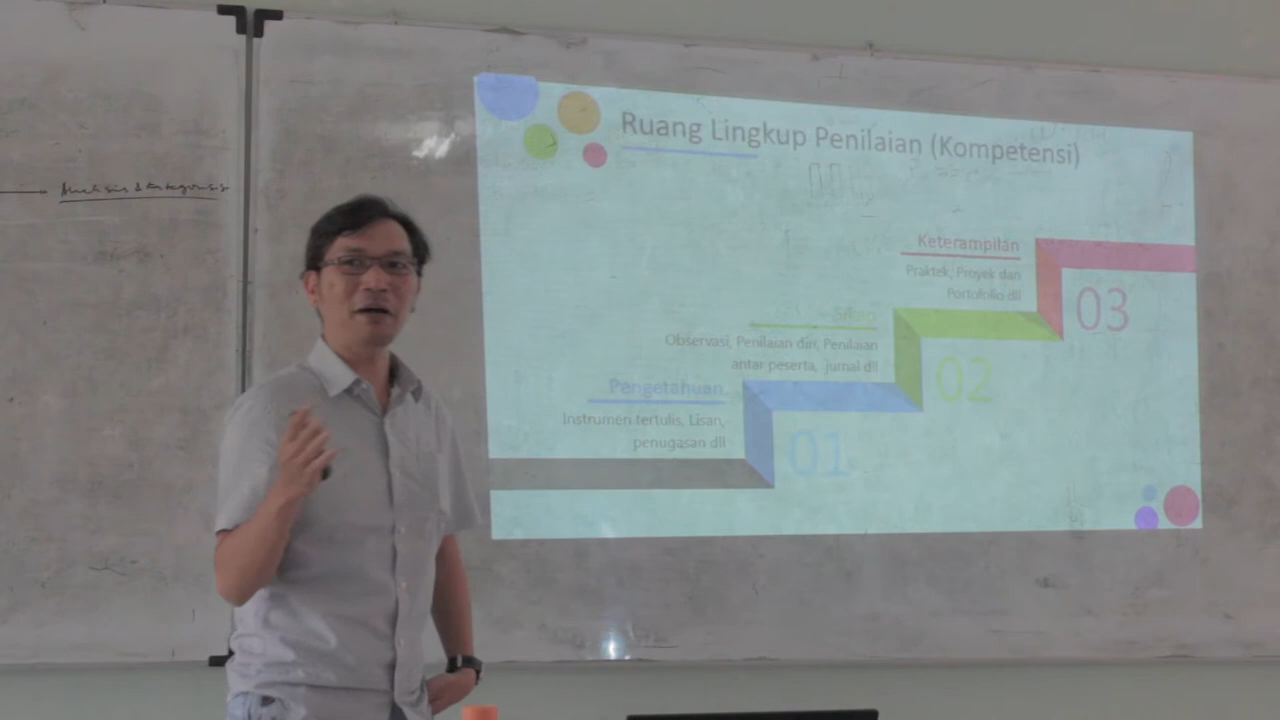 Ruang Lingkup Penilaian (Kompetensi)
Keterampilan
Praktek, Proyek dan
Portofolio dll
03
Sikap
Observasi, Penilaian diri, Penilaian
antar peserta, jurnal dll
02
Pengetahuan
Instrumen tertulis, Lisan,
penugasan dll
01